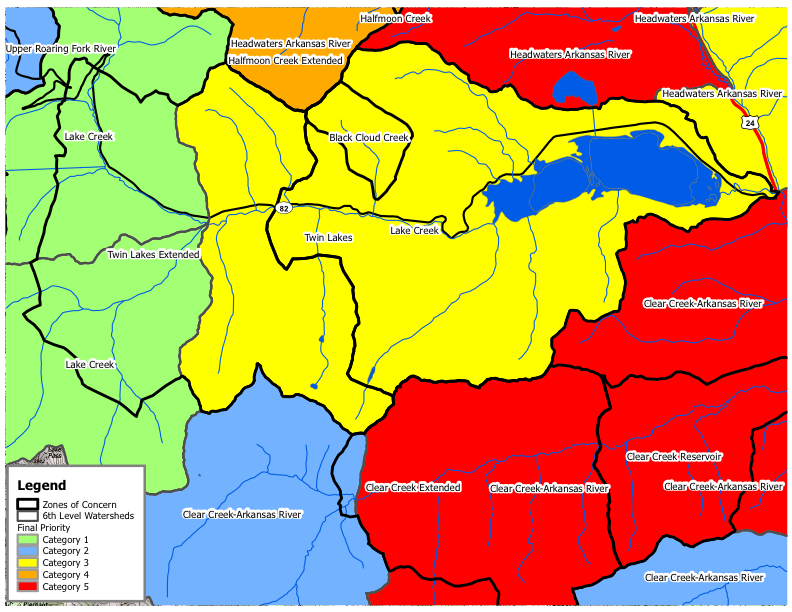 Halfmoon Creek
Headwaters Arkansas River
Upper Roaring Fork River
Headwaters Arkansas River
Headwaters Arkansas River
Halfmoon Creek Extended
Headwaters Arkansas River
24
Lake Creek
Black Cloud Creek
82
Lake Creek
Twin Lakes
Twin Lakes Extended
Clear Creek-Arkansas River
Lake Creek
Clear Creek Reservoir
Clear Creek Extended
Clear Creek-Arkansas River
Clear Creek-Arkansas River
Clear Creek-Arkansas River
Clear Creek-Arkansas River
Pass
Legend
Zones of Concern
6th Level Watersheds
Final Priority
Category 1
Category 2
Category 3
Category 4
Category 5